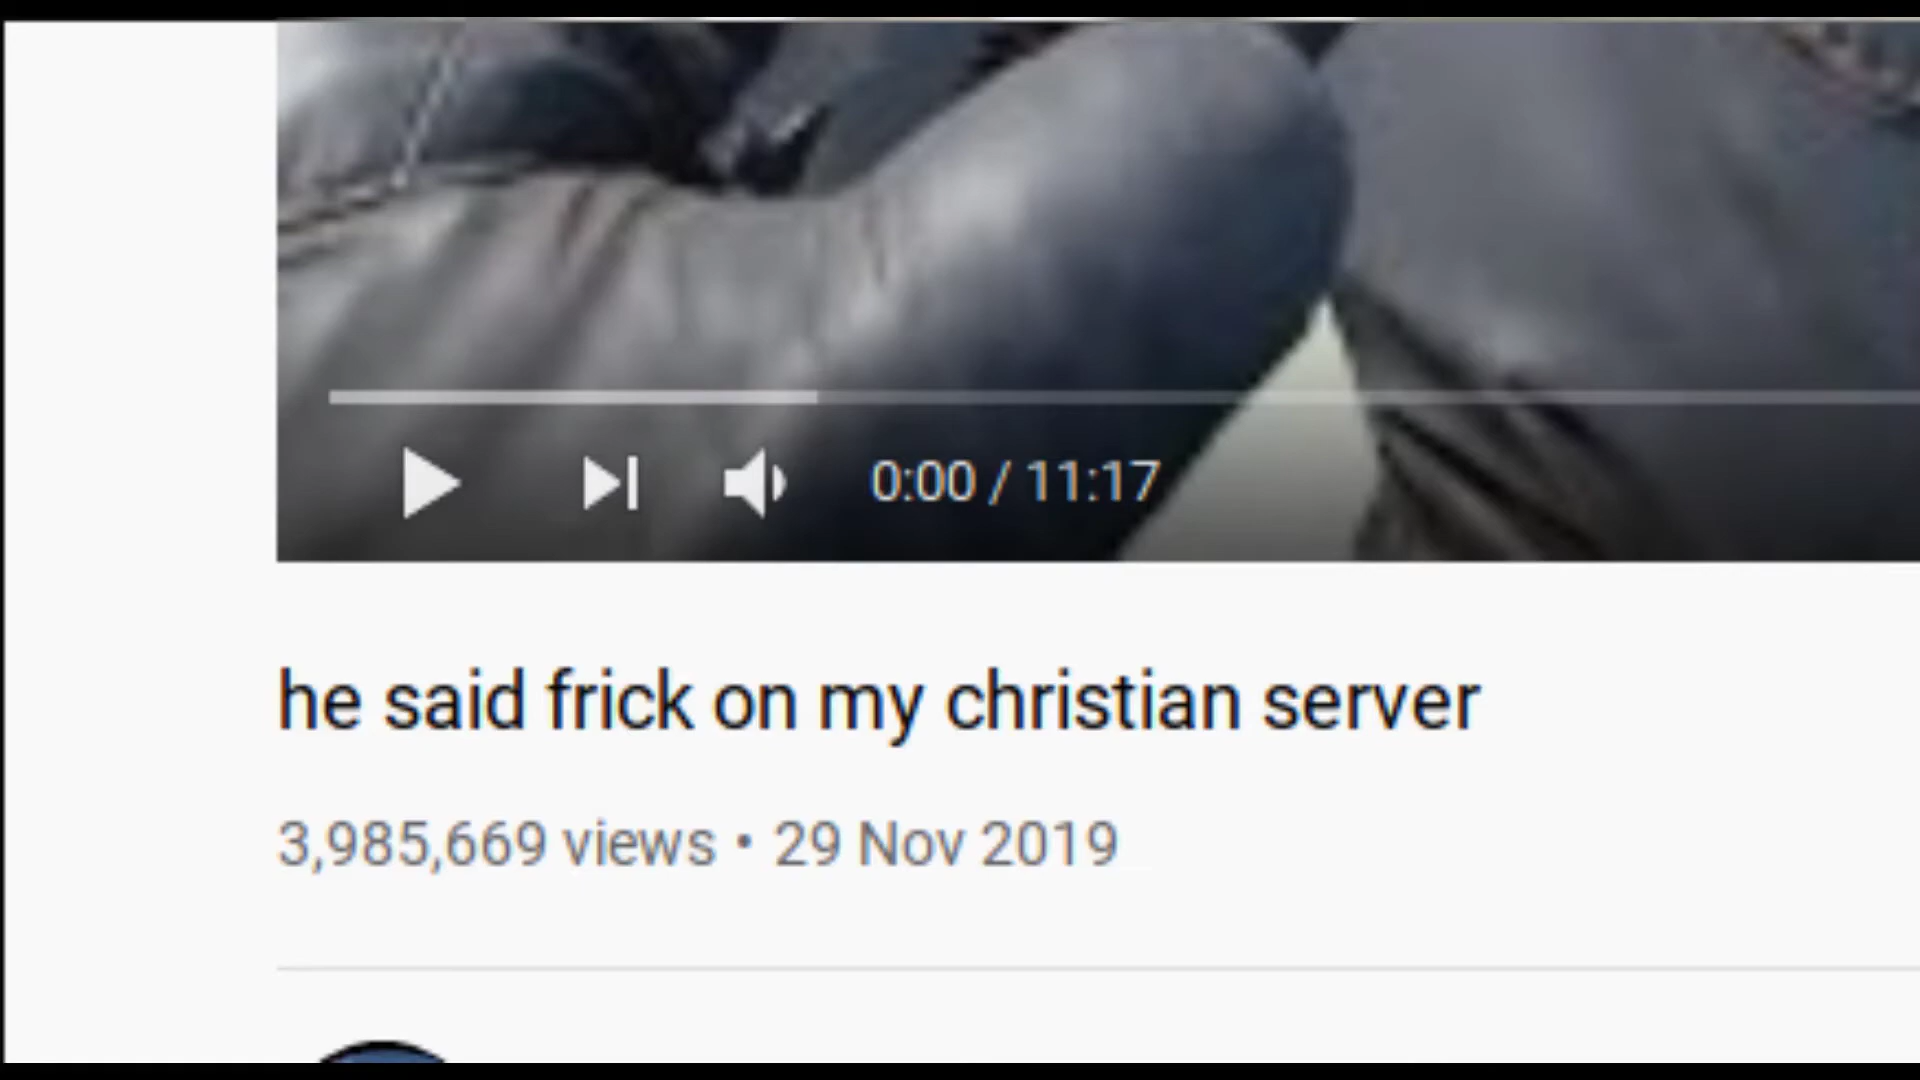 0:00 / 11:17
he said frick on my christian server
3,985,669 views • 29 Nov 2019